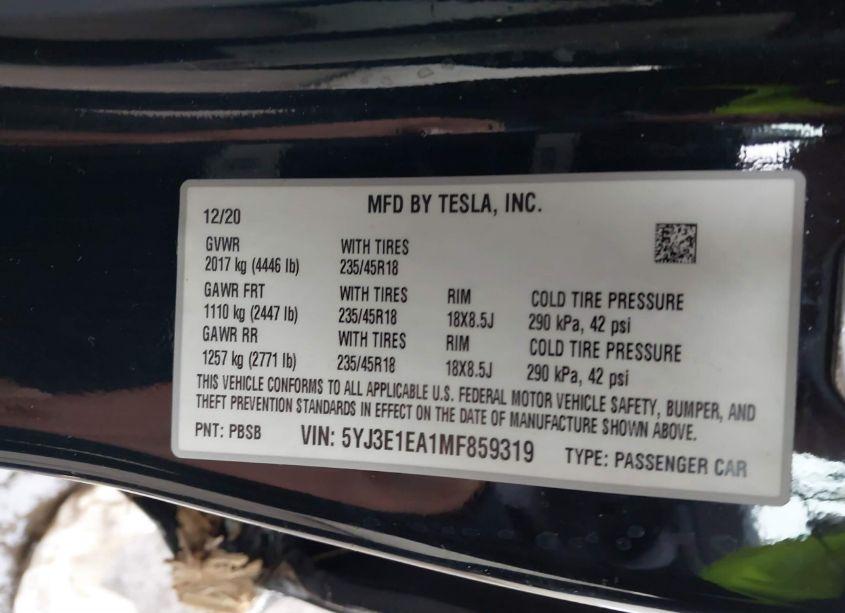 MFD BY TESLA, INC.
12/20
GVWR WITH TIRES
2017 kg (4446 lb) 235/45R18
GAWR FRT WITH TIRES RIM COLD TIRE PRESSURE
1110 kg (2447 lb) 235/45R18 18X8.5J 290 kPa, 42 psi
GAWR RR WITH TIRES RIM COLD TIRE PRESSURE
1257 kg (2771 lb) 235/45R18 18X8.5J 290 kPa, 42 psi
THIS VEHICLE CONFORMS TO ALL APPLICABLE U.S. FEDERAL MOTOR VEHICLE SAFETY, BUMPER, AND
THEFT PREVENTION STANDARDS IN EFFECT ON THE DATE OF MANUFACTURE SHOWN ABOVE.
PNT: PBSB VIN: 5YJ3E1EA1MF859319 TYPE: PASSENGER CAR